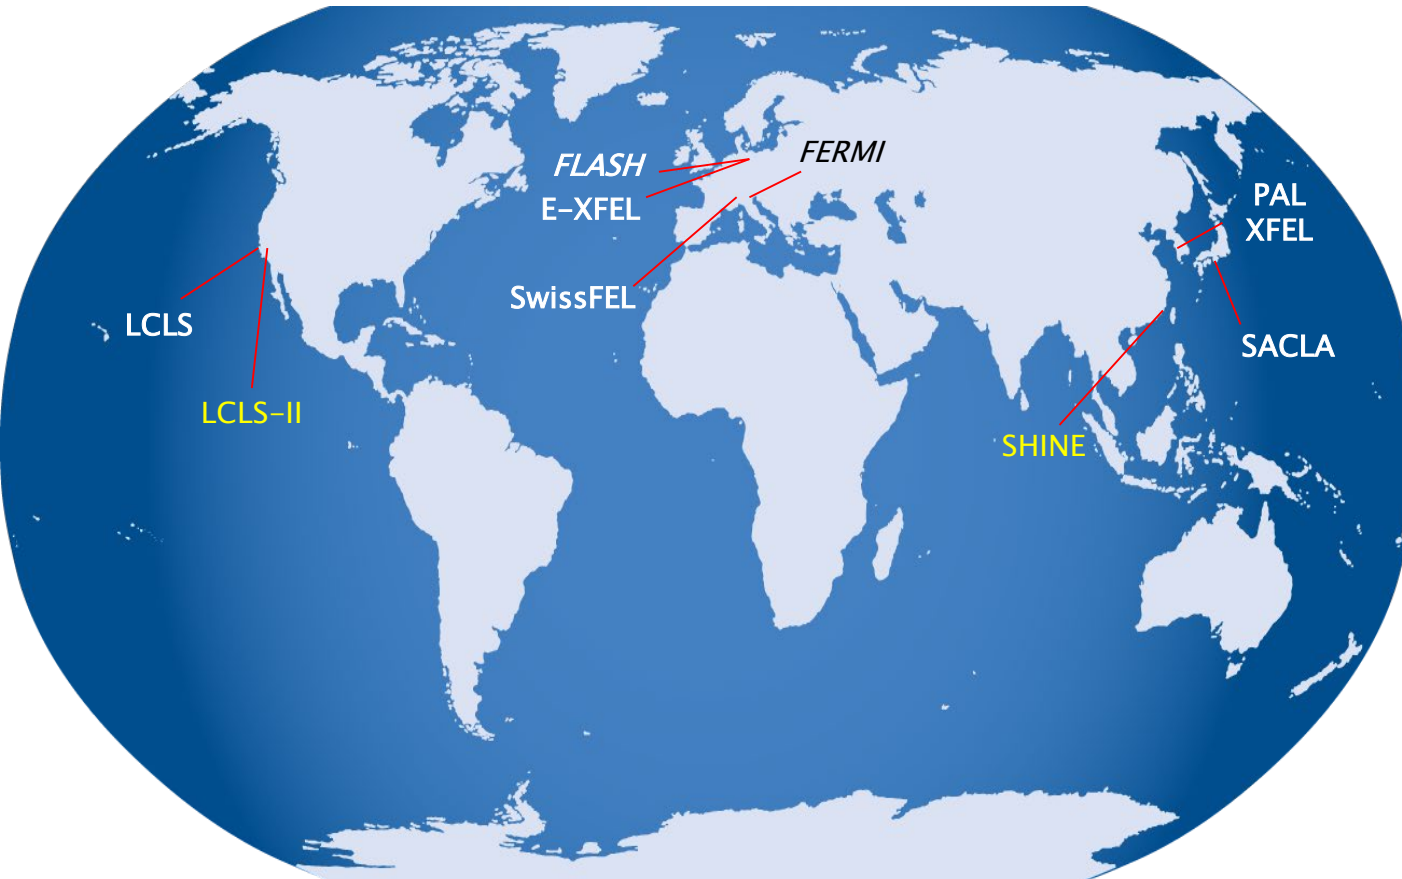 FLASH
FERMI
E-XFEL
PAL
XFEL
SwissFEL
LCLS
SACLA
LCLS-II
SHINE